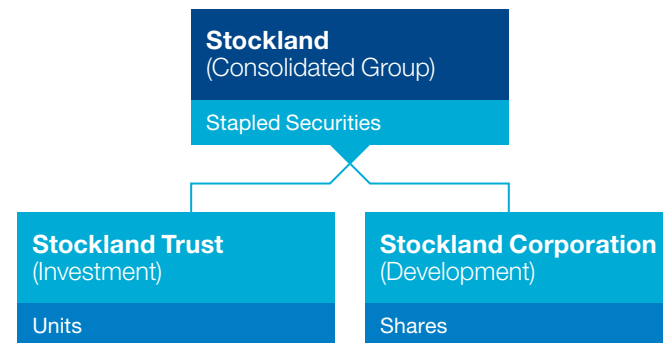 Stockland
(Consolidated Group)
Stapled Securities
Stockland Trust
(Investment)
Units
Stockland Corporation
(Development)
Shares